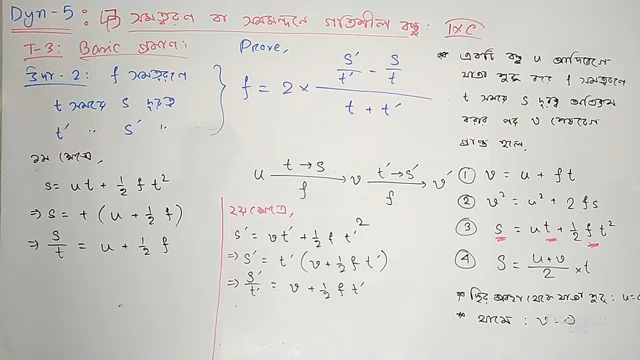 Dyn-5: সমত্বরণ বা সমমন্দনে গতিশীল বস্তু: IXC
T-3: Basic প্রমাণ:
উদা-2: f সমত্বরণে
t সময়ে s দূরত্ব
t′ " s′ "
Prove,
f = 2 × (s′/t′ − s/t) / (t + t′)
১ম ক্ষেত্রে,
s = ut + 1/2 f t²
⇒ s = t (u + 1/2 f)
⇒ s/t = u + 1/2 f
u t→s f v t′→s′ f v′
২য় ক্ষেত্রে,
s′ = vt′ + 1/2 f t′²
⇒ s′ = t′ (v + 1/2 f t′)
⇒ s′/t′ = v + 1/2 f t′
* একটি বস্তু u আদিবেগে
যাত্রা শুরু করে f সমত্বরণে
t সময়ে s দূরত্ব অতিক্রম
করার পর v শেষবেগ
প্রাপ্ত হলে,
① v = u + ft
② v² = u² + 2fs
③ s = ut + 1/2 ft²
④ s = (u+v)/2 × t
* স্থির অবস্থা থেকে যাত্রা শুরু: u=0
* থামে: v=0